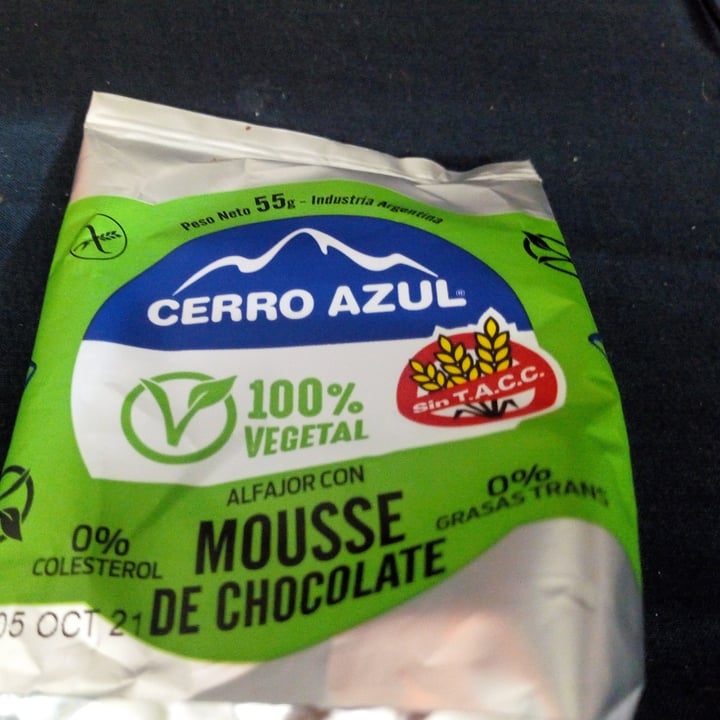 Peso Neto 55g - Industria Argentina
CERRO AZUL®
100%
VEGETAL
Sin T.A.C.C.
ALFAJOR CON
MOUSSE
DE CHOCOLATE
0%
GRASAS TRANS
0%
COLESTEROL
05 OCT 21